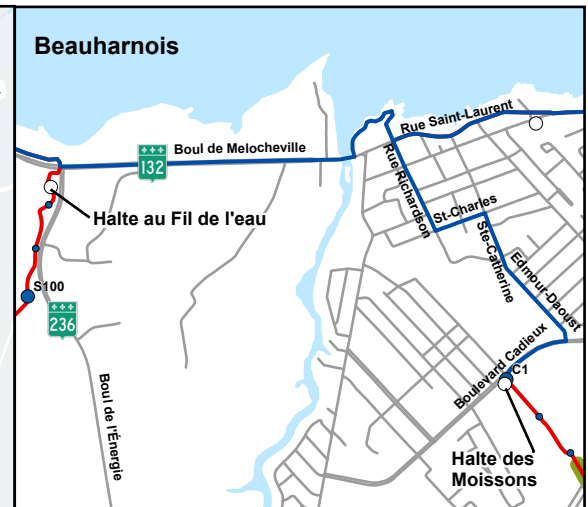 Beauharnois
Rue Saint-Laurent
Boul de Melocheville
132
Rue Richardson
Halte au Fil de l'eau
St-Charles
Ste-Catherine
Edmour-Daoust
S100
236
Boulevard Cadieux
C1
Boul de l'Énergie
Halte des
Moissons